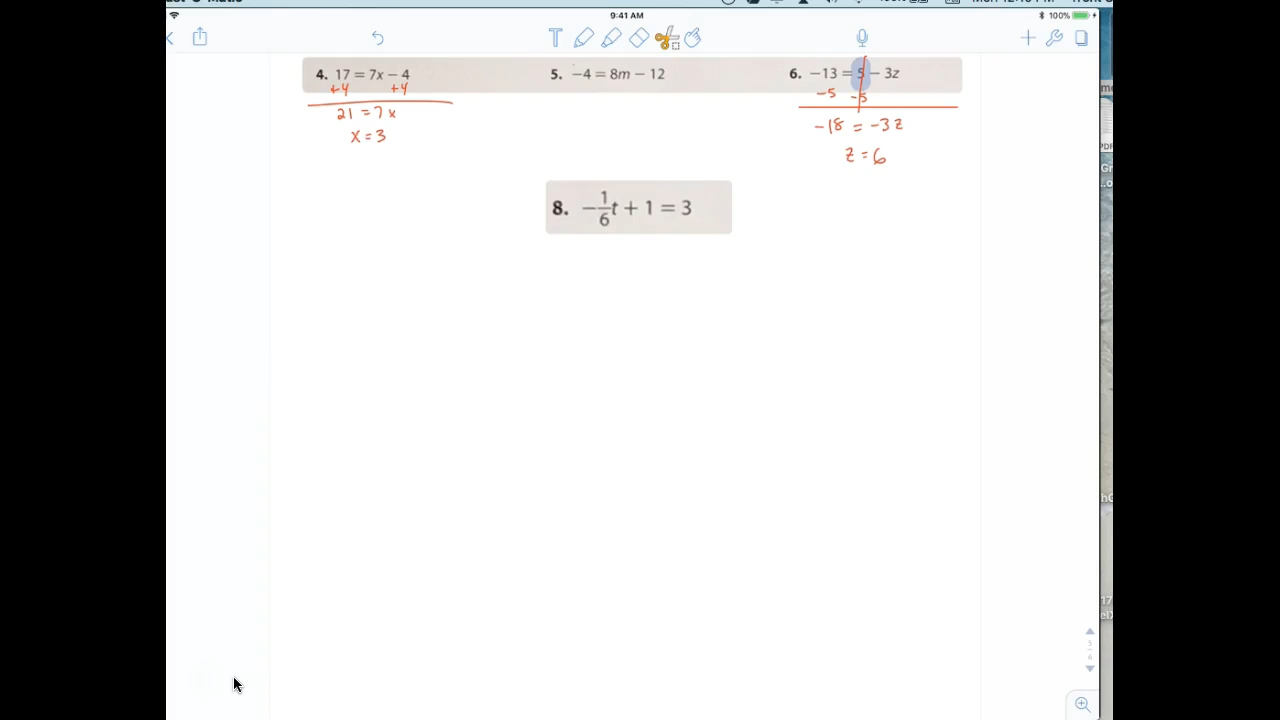 9:41 AM
100%
4. 17 = 7x − 4
+4 +4
21 = 7x
x = 3
5. −4 = 8m − 12
6. −13 = 5 − 3z
−5 −5
−18 = −3z
z = 6
8. −1/6t + 1 = 3